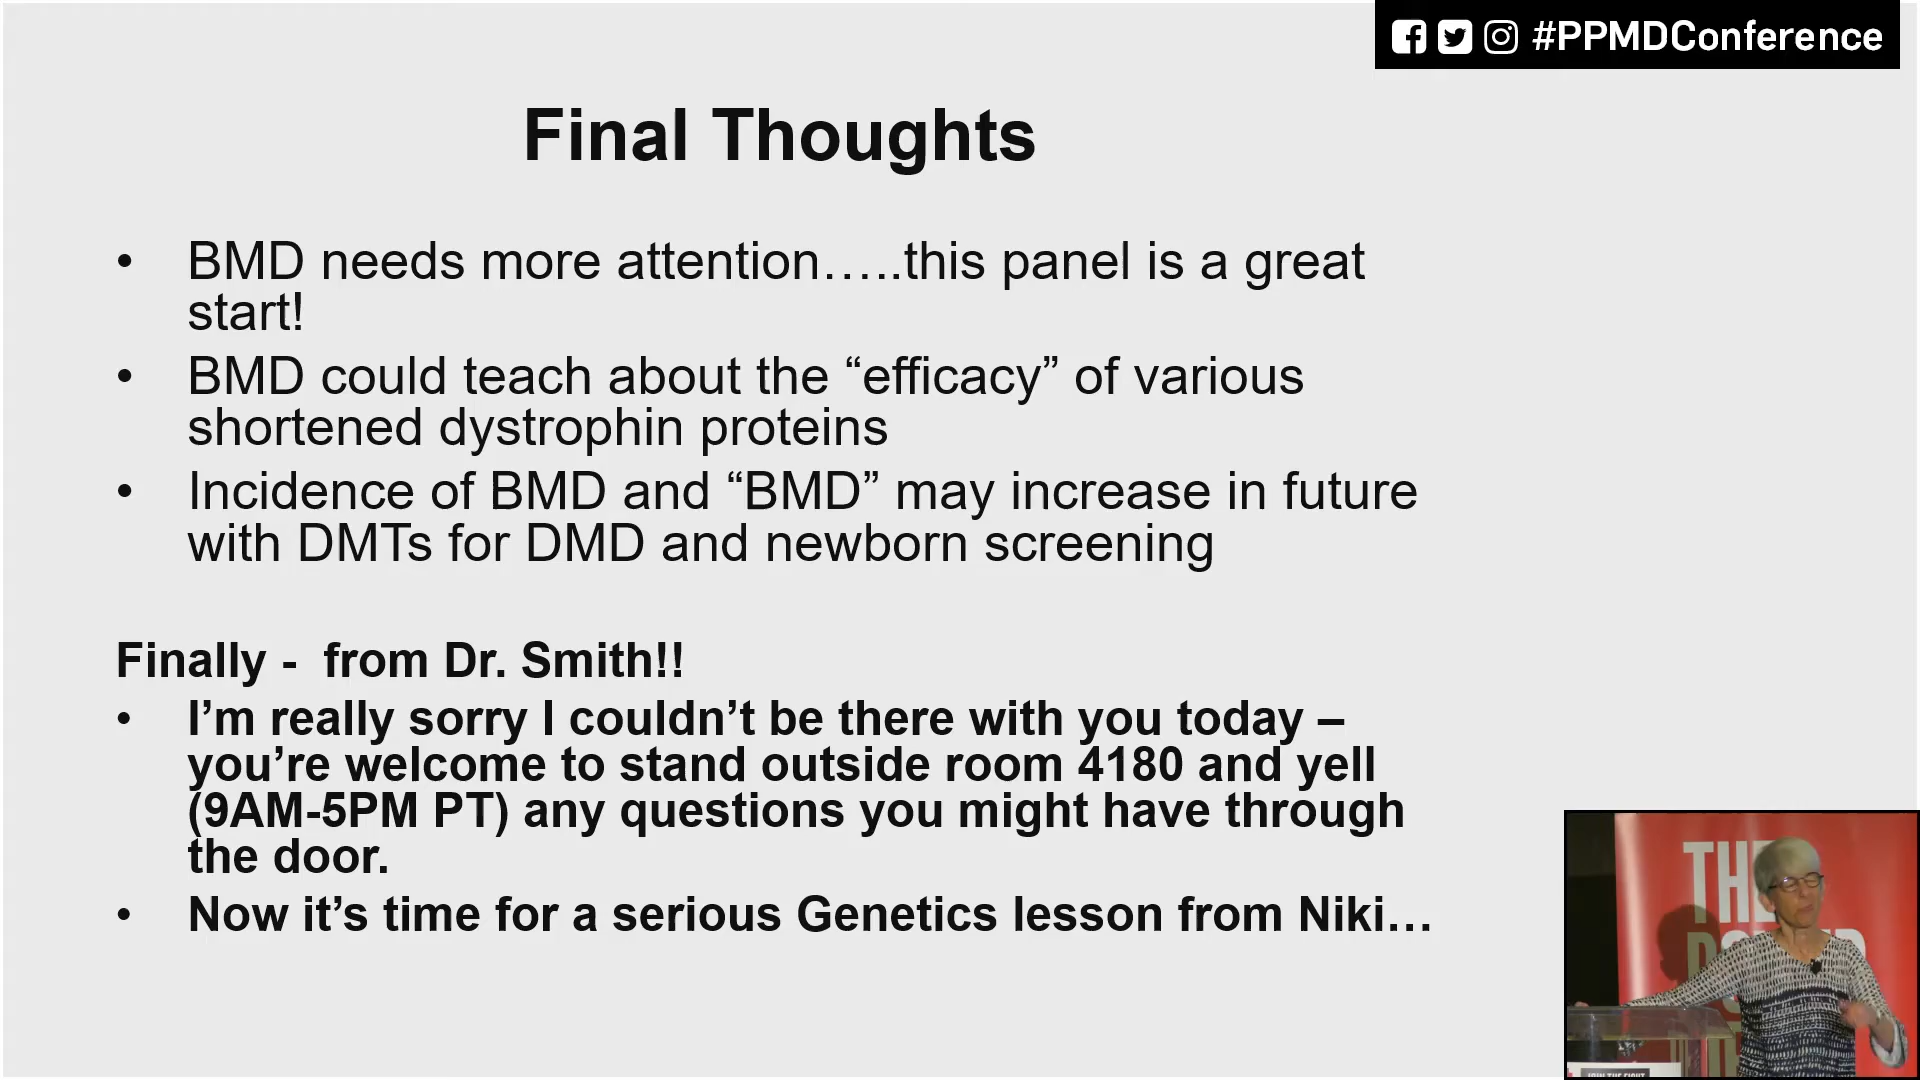 #PPMDConference
Final Thoughts
• BMD needs more attention…..this panel is a great
start!
• BMD could teach about the “efficacy” of various
shortened dystrophin proteins
• Incidence of BMD and “BMD” may increase in future
with DMTs for DMD and newborn screening
Finally - from Dr. Smith!!
• I’m really sorry I couldn’t be there with you today –
you’re welcome to stand outside room 4180 and yell
(9AM-5PM PT) any questions you might have through
the door.
• Now it’s time for a serious Genetics lesson from Niki…
THE
JOIN THE FIGHT